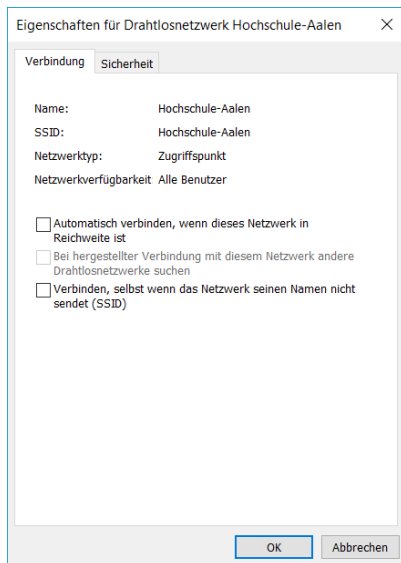 Eigenschaften für Drahtlosnetzwerk Hochschule-Aalen
Verbindung Sicherheit
Name: Hochschule-Aalen
SSID: Hochschule-Aalen
Netzwerktyp: Zugriffspunkt
Netzwerkverfügbarkeit Alle Benutzer
Automatisch verbinden, wenn dieses Netzwerk in
Reichweite ist
Bei hergestellter Verbindung mit diesem Netzwerk andere
Drahtlosnetzwerke suchen
Verbinden, selbst wenn das Netzwerk seinen Namen nicht
sendet (SSID)
OK Abbrechen